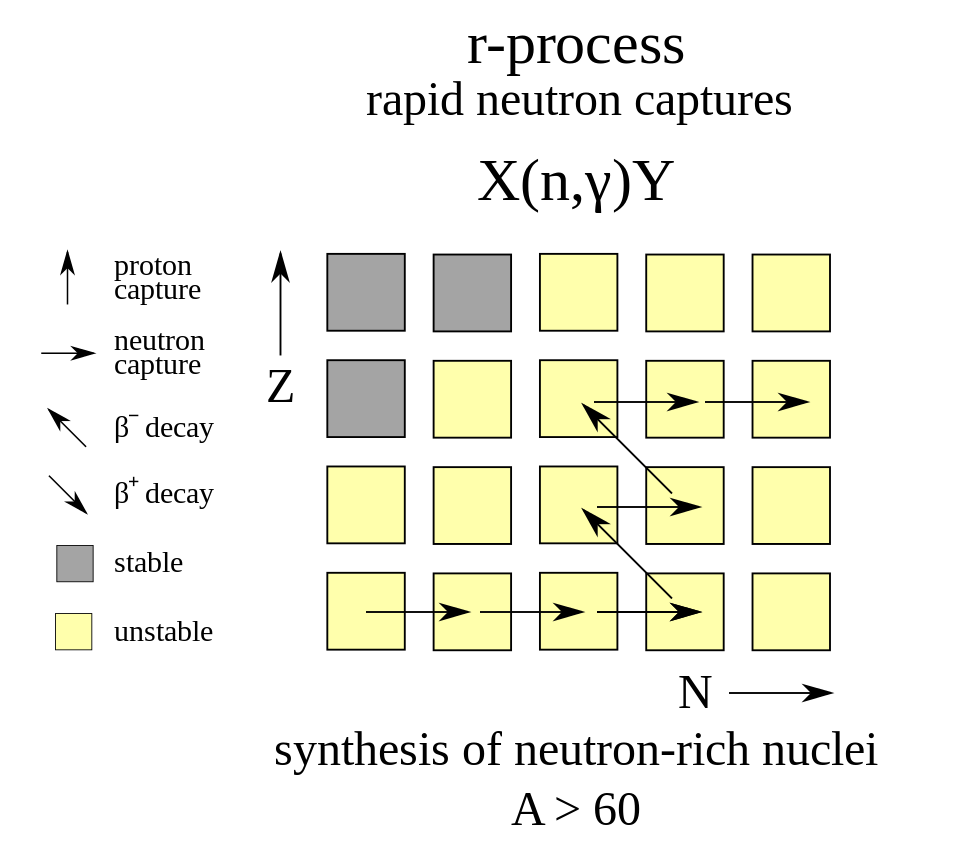 r-process
rapid neutron captures
X(n,γ)Y
proton
capture
neutron
capture
β⁻ decay
β⁺ decay
stable
unstable
Z
N
synthesis of neutron-rich nuclei
A > 60